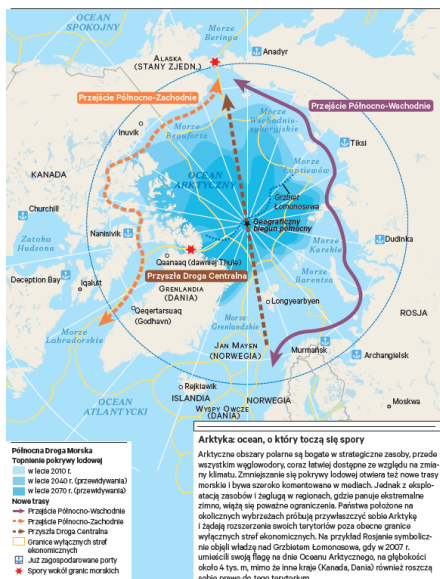 OCEAN
SPOKOJNY
Morze
Beringa
Anadyr
ALASKA
(STANY ZJEDN.)
Przejście Północno-Zachodnie
Przejście Północno-Wschodnie
Inuvik
Morze
Beauforta
Morze
Wschodnio-
syberyjskie
Tiksi
Morze
Łaptiewów
KANADA
OCEAN
ARKTYCZNY
Grzbiet
Łomonosowa
Churchill
Geograficzny
biegun północny
Zatoka
Hudsona
Nanisivik
Morze
Karskie
Dudinka
Qaanaaq (dawniej Thule)
Przyszła Droga Centralna
Deception Bay
Iqaluit
GRENLANDIA
(DANIA)
Morze
Barentsa
Longyearbyen
ROSJA
Qeqertarsuaq
(Godhavn)
Morze
Grenlandzkie
Morze
Labradorskie
JAN MAYEN
(NORWEGIA)
Murmańsk
Archangielsk
Rejkiawik
ISLANDIA
NORWEGIA
Moskwa
OCEAN
ATLANTYCKI
WYSPY OWCZE
(DANIA)
Północna Droga Morska
Topnienie pokrywy lodowej
w lecie 2010 r.
w lecie 2040 r. (przewidywania)
w lecie 2070 r. (przewidywania)
Nowe trasy
Przejście Północno-Wschodnie
Przejście Północno-Zachodnie
Przyszła Droga Centralna
Granice wyłącznych stref
ekonomicznych
Już zagospodarowane porty
Spory wokół granic morskich
Arktyka: ocean, o który toczą się spory
Arktyczne obszary polarne są bogate w strategiczne zasoby, przede
wszystkim węglowodory, coraz łatwiej dostępne ze względu na zmia-
ny klimatu. Zmniejszanie się pokrywy lodowej otwiera też nowe trasy
morskie i bywa szeroko komentowane w mediach. Jednak z eksplo-
atacją zasobów i żeglugą w regionach, gdzie panuje ekstremalne
zimno, wiążą się poważne ograniczenia. Państwa położone na
okolicznych wybrzeżach próbują przywłaszczyć sobie Arktykę
i żądają rozszerzenia swoich terytoriów poza obecne granice
wyłącznych stref ekonomicznych. Na przykład Rosjanie symbolicz-
nie objęli władzę nad Grzbietem Łomonosowa, gdy w 2007 r.
umieścili swoją flagę na dnie Oceanu Arktycznego, na głębokości
około 4 tys. m, mimo że inne kraje (Kanada, Dania) również roszczą
sobie prawo do tego terytorium.